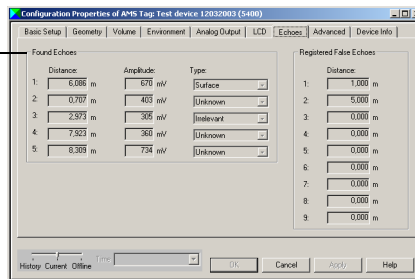 Configuration Properties of AMS Tag: Test device 12032003 (5400)
Basic Setup Geometry Volume Environment Analog Output LCD Echoes Advanced Device Info
Found Echoes
Distance: Amplitude: Type:
1: 6,086 m 670 mV Surface
2: 0,707 m 403 mV Unknown
3: 2,973 m 305 mV Irrelevant
4: 7,923 m 360 mV Unknown
5: 8,309 m 734 mV Unknown
Registered False Echoes
Distance:
1: 1,000 m
2: 5,000 m
3: 0,000 m
4: 0,000 m
5: 0,000 m
6: 0,000 m
7: 0,000 m
8: 0,000 m
9: 0,000 m
History Current Offline Time
OK Cancel Apply Help